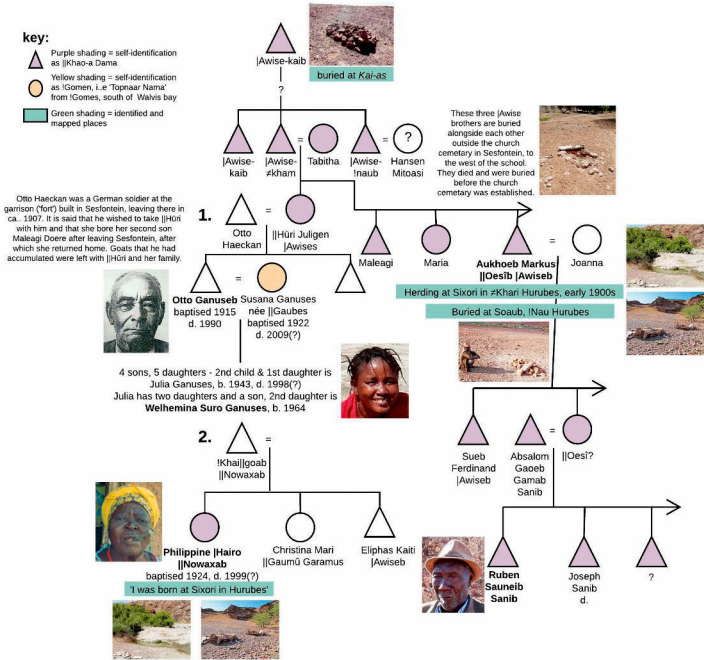 key:
Purple shading = self-identification
as ||Khao-a Dama
Yellow shading = self-identification
as !Gomen, i..e 'Topnaar Nama'
from !Gomes, south of Walvis bay
Green shading = identified and
mapped places
|Awise-kaib
buried at Kai-as
?
|Awise-
kaib
|Awise-
≠kham
=
Tabitha
|Awise-
!naub
=
?
Hansen
Mitoasi
These three |Awise
brothers are buried
alongside each other
outside the church
cemetary in Sesfontein, to
the west of the school.
They died and were buried
before the church
cemetary was established.
Otto Haeckan was a German soldier at the
garrison ('fort') built in Sesfontein, leaving there in
ca.. 1907. It is said that he wished to take ||Hūri
with him and that she bore her second son
Maleagi Doere after leaving Sesfontein, after
which she returned home. Goats that he had
accumulated were left with ||Hūri and her family.
1.
Otto
Haeckan
=
||Hūri Juligen
|Awises
Maleagi
Maria
Aukhoeb Markus
||Oesîb |Awiseb
=
Joanna
Herding at Sixori in ≠Khari Hurubes, early 1900s
Buried at Soaub, !Nau Hurubes
Otto Ganuseb
baptised 1915
d. 1990
=
Susana Ganuses
née ||Gaubes
baptised 1922
d. 2009(?)
4 sons, 5 daughters - 2nd child & 1st daughter is
Julia Ganuses, b. 1943, d. 1998(?)
Julia has two daughters and a son, 2nd daughter is
Welhemina Suro Ganuses, b. 1964
Sueb
Ferdinand
|Awiseb
Absalom
Gaoeb
Gamab
Sanib
=
||Oesî?
2.
!Khai||goab
||Nowaxab
=
Philippine |Hairo
||Nowaxab
baptised 1924, d. 1999(?)
'I was born at Sixori in Hurubes'
Christina Mari
||Gaumû Garamus
Eliphas Kaiti
|Awiseb
Ruben
Sauneib
Sanib
Joseph
Sanib
d.
?